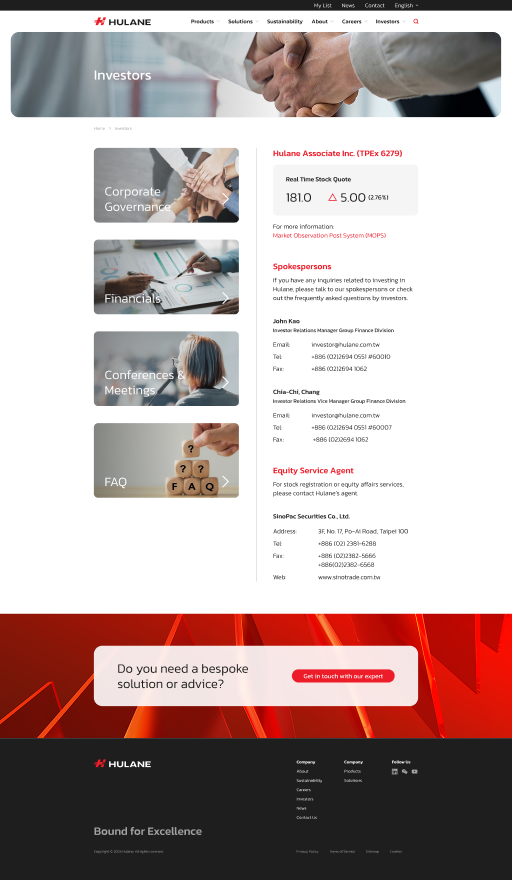 My List News Contact English
HULANE Products Solutions Sustainability About Careers Investors
Investors
Home > Investors
Corporate
Governance
Financials
Conferences &
Meetings
? ? ? F A Q
FAQ
Hulane Associate Inc. (TPEx 6279)
Real Time Stock Quote
181.0 △ 5.00 (2.76%)
For more information:
Market Observation Post System (MOPS)
Spokespersons
If you have any inquiries related to investing in
Hulane, please talk to our spokespersons or check
out the frequently asked questions by investors.
John Kao
Investor Relations Manager Group Finance Division
Email: investor@hulane.com.tw
Tel: +886 (02)2694 0551 #60010
Fax: +886 (02)2694 1062
Chia-Chi, Chang
Investor Relations Vice Manager Group Finance Division
Email: investor@hulane.com.tw
Tel: +886 (02)2694 0551 #60007
Fax: +886 (02)2694 1062
Equity Service Agent
For stock registration or equity affairs services,
please contact Hulane's agent.
SinoPac Securities Co., Ltd.
Address: 3F, No. 17, Po-Ai Road, Taipei 100
Tel: +886 (02) 2381-6288
Fax: +886 (02)2382-5666
+886(02)2382-6568
Web: www.sinotrade.com.tw
Do you need a bespoke
solution or advice?
Get in touch with our expert
HULANE
Company
About
Sustainability
Careers
Investors
News
Contact Us
Company
Products
Solutions
Follow Us
Bound for Excellence
Copyright © 2024 Hulane. All rights reserved.
Privacy Policy Terms of Service Sitemap Cookies